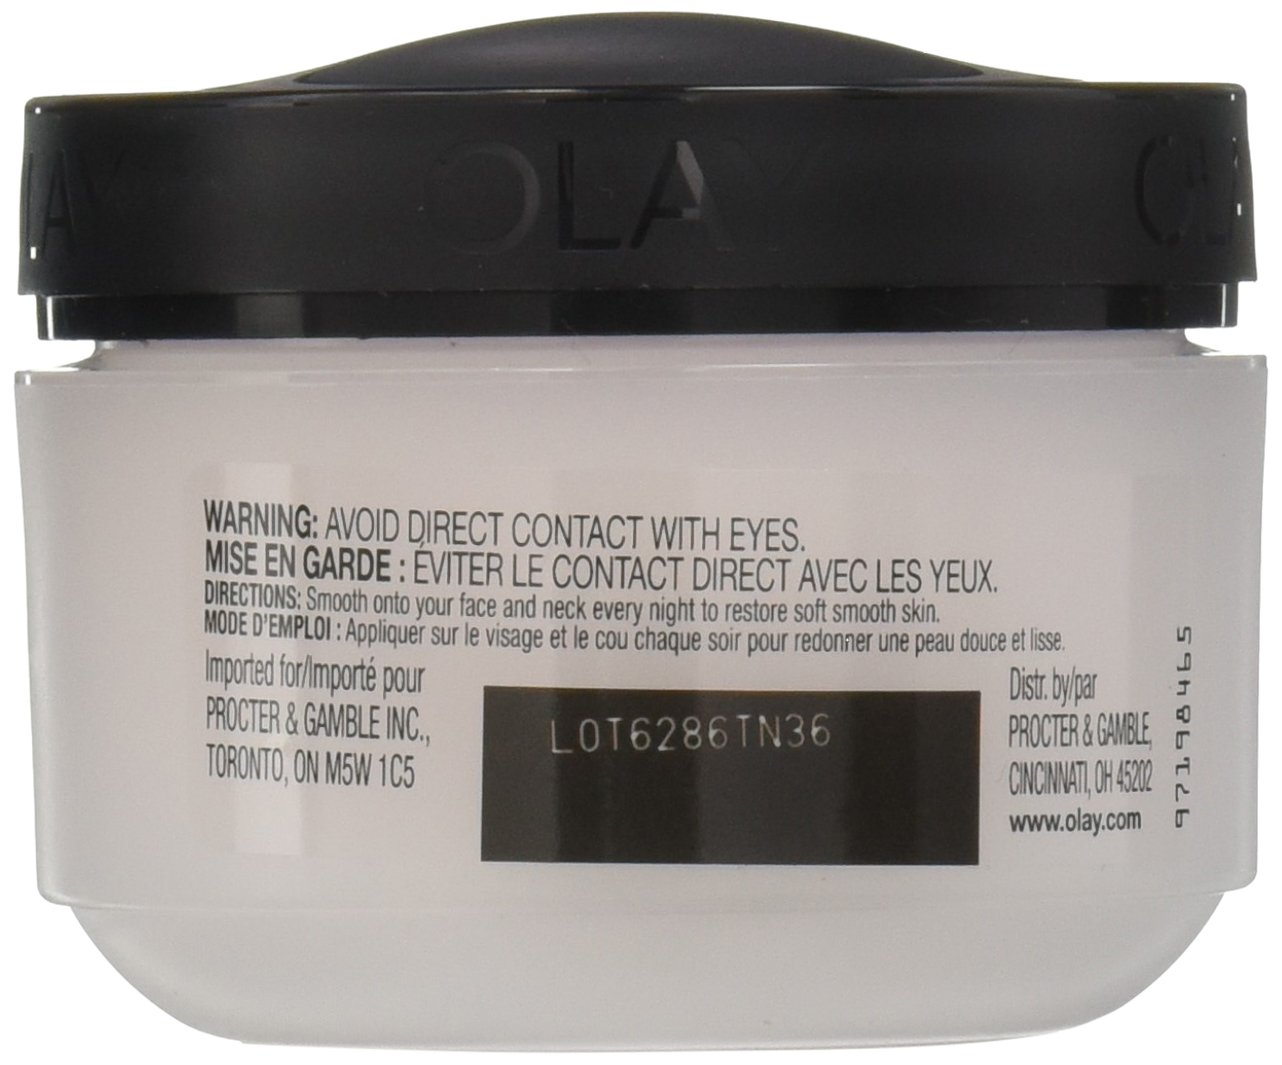 OLAY
WARNING: AVOID DIRECT CONTACT WITH EYES.
MISE EN GARDE : ÉVITER LE CONTACT DIRECT AVEC LES YEUX.
DIRECTIONS: Smooth onto your face and neck every night to restore soft smooth skin.
MODE D'EMPLOI : Appliquer sur le visage et le cou chaque soir pour redonner une peau douce et lisse.
Imported for/Importé pour
PROCTER & GAMBLE INC.,
TORONTO, ON M5W 1C5
LOT6286TN36
Distr. by/par
PROCTER & GAMBLE,
CINCINNATI, OH 45202
www.olay.com
97198465